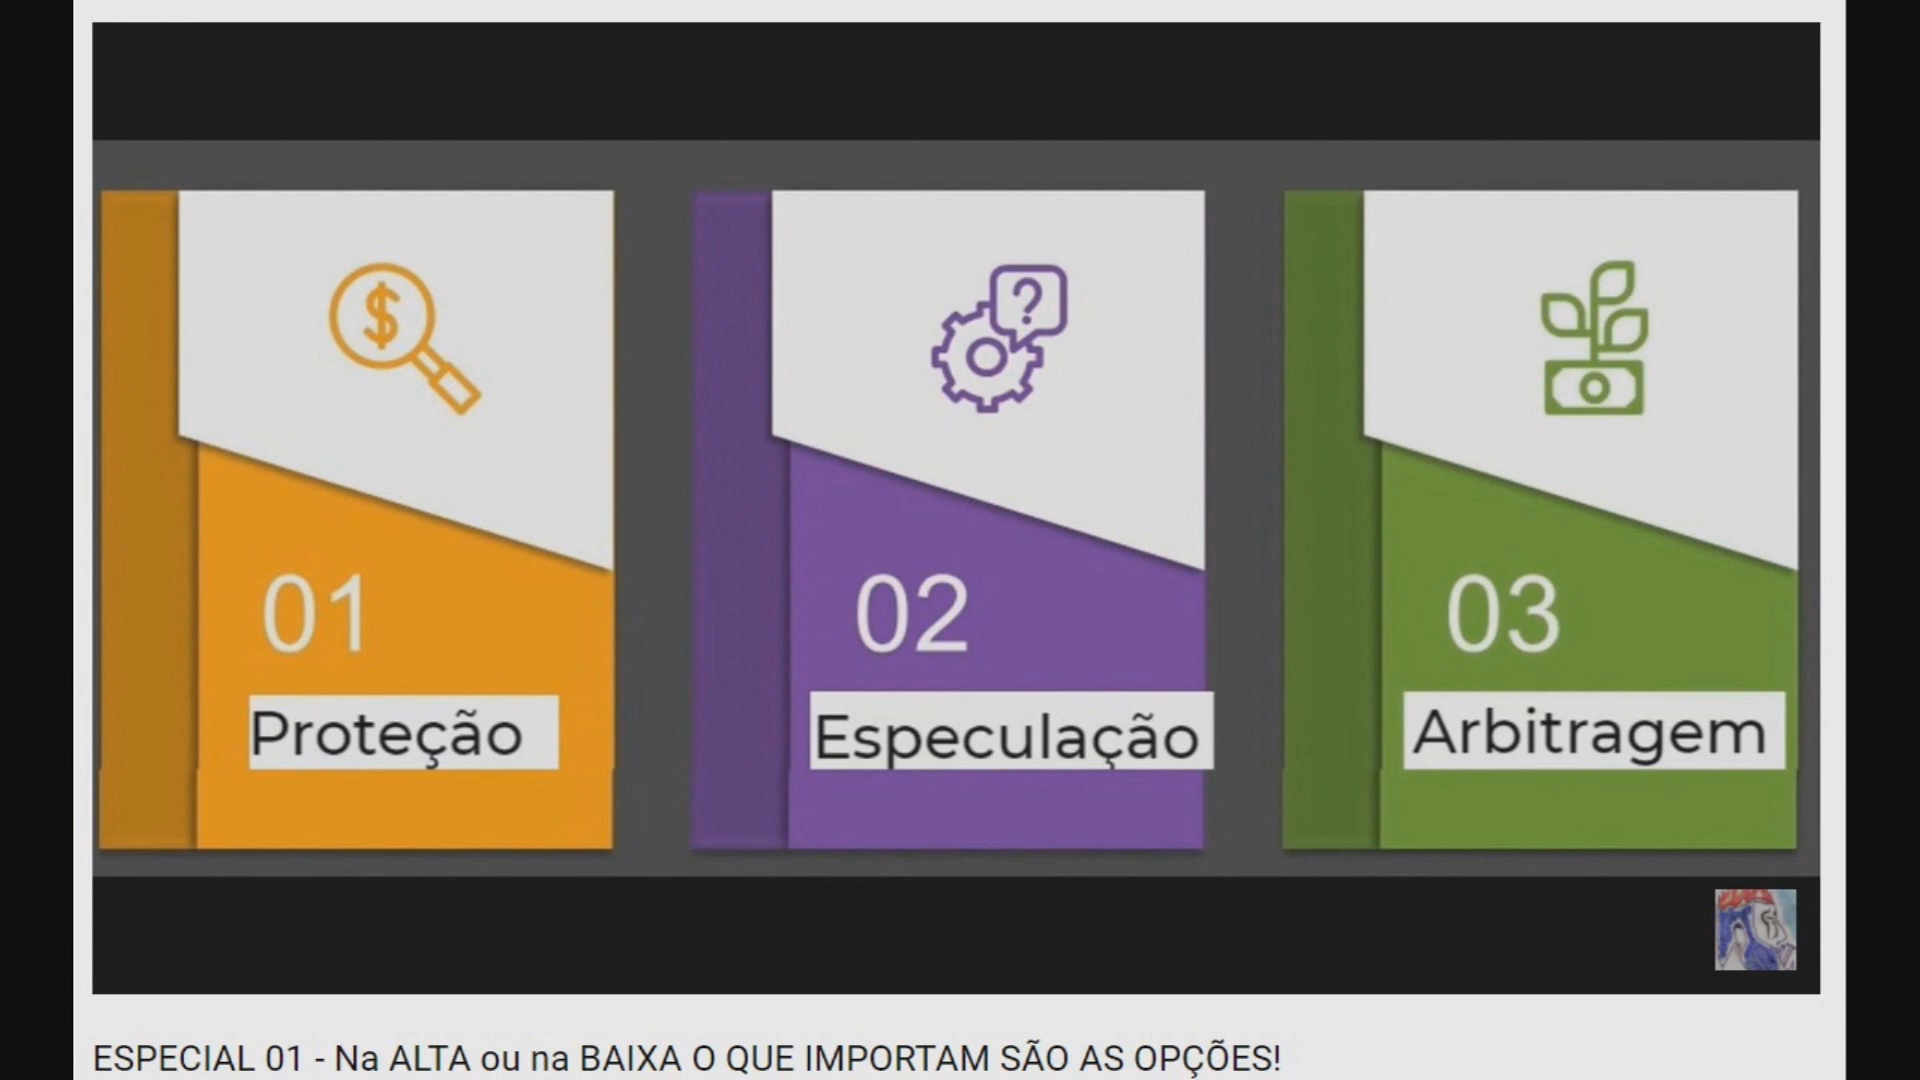 $
?
01
02
03
Proteção
Especulação
Arbitragem
ESPECIAL 01 - Na ALTA ou na BAIXA O QUE IMPORTAM SÃO AS OPÇÕES!